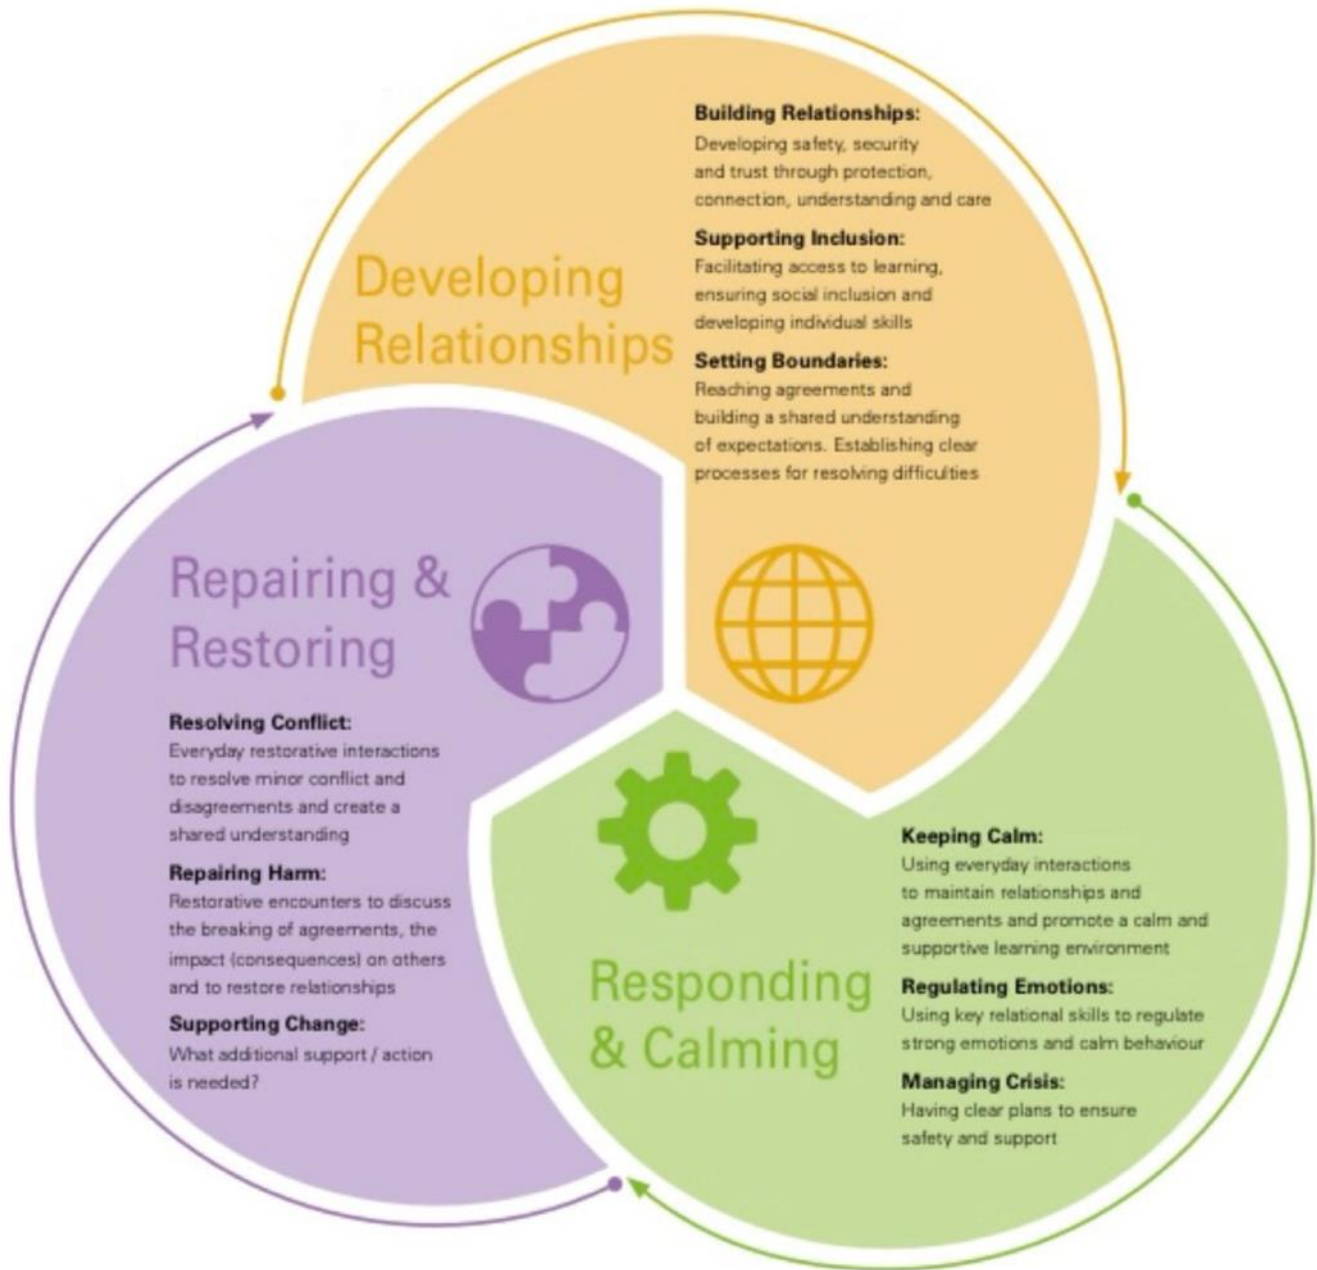 Developing
Relationships
Building Relationships:
Developing safety, security
and trust through protection,
connection, understanding and care
Supporting Inclusion:
Facilitating access to learning,
ensuring social inclusion and
developing individual skills
Setting Boundaries:
Reaching agreements and
building a shared understanding
of expectations. Establishing clear
processes for resolving difficulties
Responding
& Calming
Keeping Calm:
Using everyday interactions
to maintain relationships and
agreements and promote a calm and
supportive learning environment
Regulating Emotions:
Using key relational skills to regulate
strong emotions and calm behaviour
Managing Crisis:
Having clear plans to ensure
safety and support
Repairing &
Restoring
Resolving Conflict:
Everyday restorative interactions
to resolve minor conflict and
disagreements and create a
shared understanding
Repairing Harm:
Restorative encounters to discuss
the breaking of agreements, the
impact (consequences) on others
and to restore relationships
Supporting Change:
What additional support / action
is needed?